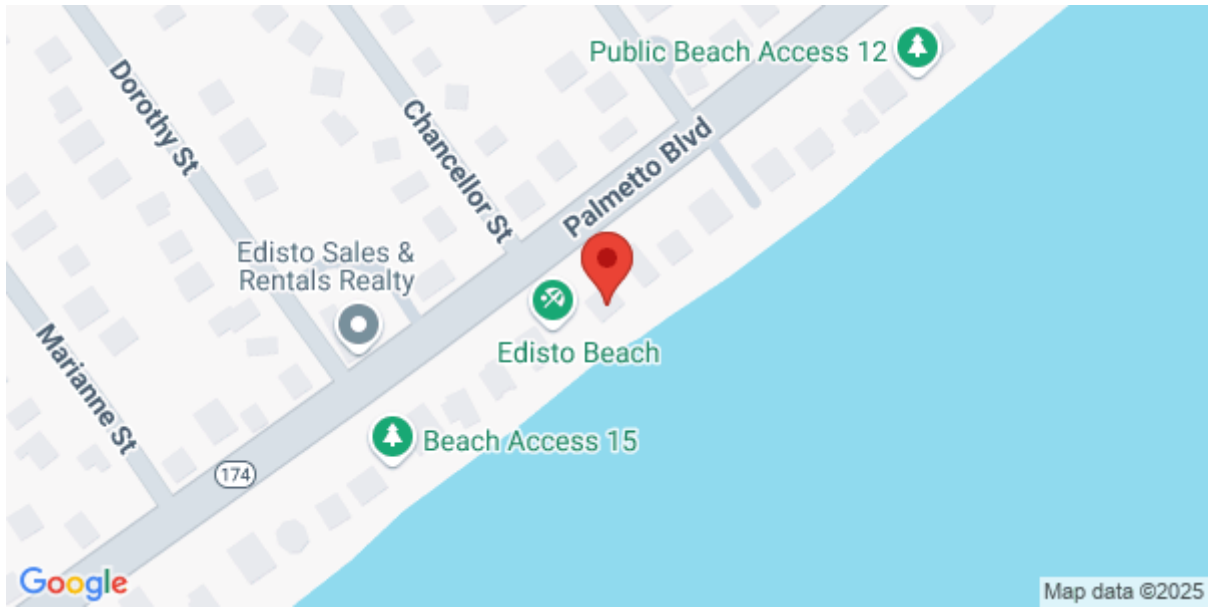 Public Beach Access 12
Dorothy St
Chancellor St
Palmetto Blvd
Edisto Sales &
Rentals Realty
Edisto Beach
Marianne St
Beach Access 15
174
Google
Map data ©2025